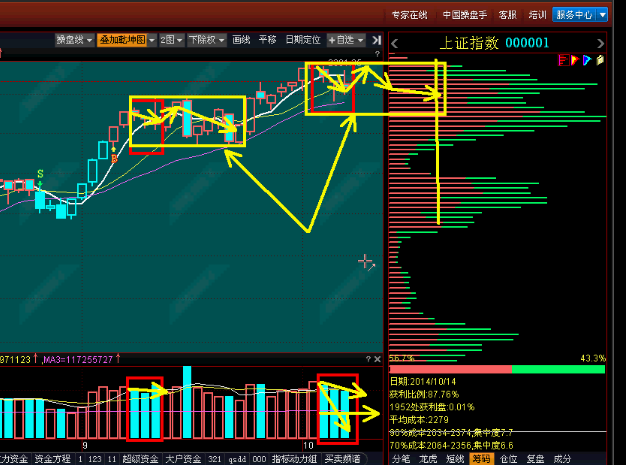 专家在线 中国操盘手 客服 培训 服务中心
操盘线 叠加乾坤图 2图 下除权 画线 平移 日期定位 +自选
上证指数 000001
S
B
56.7% 43.3%
971123↑,MA3=117255727↑
日期:2014/10/14
获利比例:87.76%
1952处获利盘:0.01%
平均成本:2279
90%成本2034-2374,集中度7.7
70%成本2064-2356,集中度6.6
9 10
力资金 资金方程 1 123 11 超级资金 大户资金 321 qsdd 000 指标动力组 买卖频谱
分笔 龙虎 短线 筹码 仓位 复盘 成分